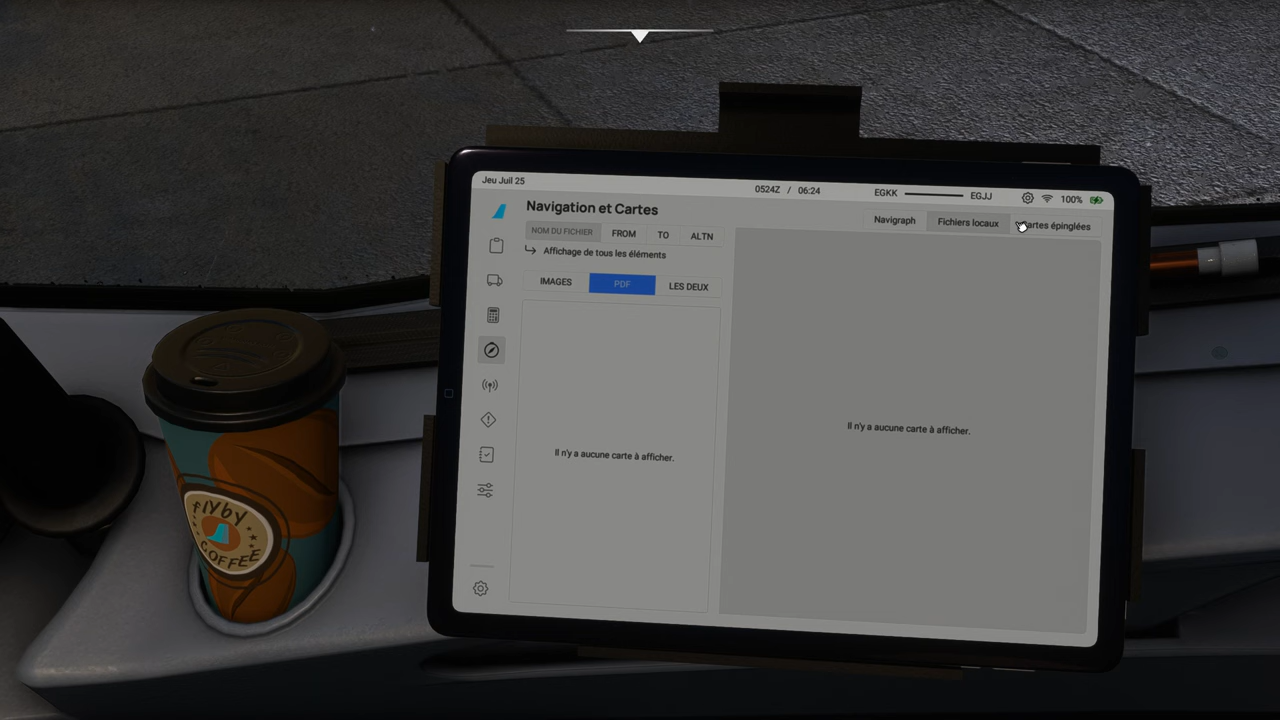 Jeu Juil 25
0524Z / 06:24
EGKK
EGJJ
100%
Navigation et Cartes
Navigraph
Fichiers locaux
artes épinglées
NOM DU FICHIER
FROM
TO
ALTN
Affichage de tous les éléments
IMAGES
PDF
LES DEUX
Il n'y a aucune carte à afficher.
Il n'y a aucune carte à afficher.
flyby
COFFEE